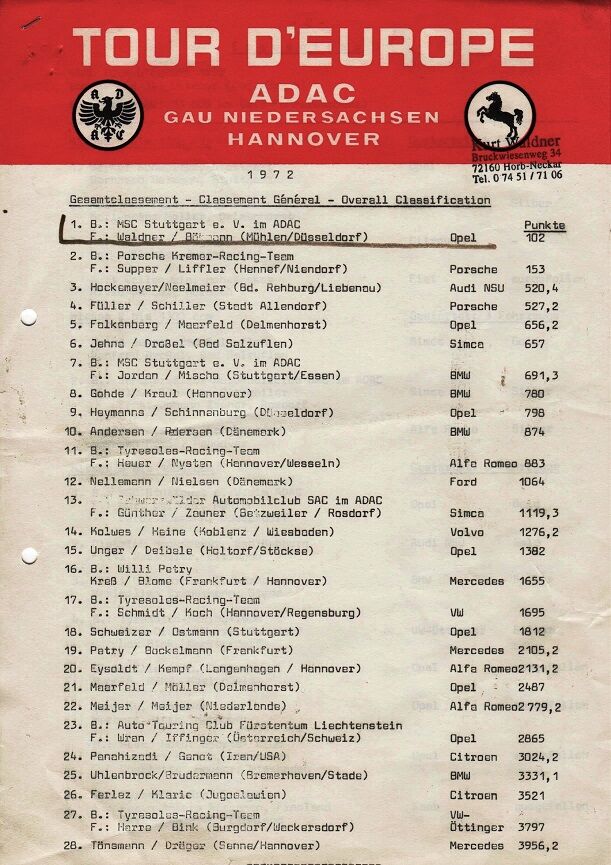 TOUR D'EUROPE
ADAC
GAU NIEDERSACHSEN
HANNOVER
A D
A C
Kurt Waldner
Bruckwiesenweg 34
72160 Horb-Neckar
Tel. 0 74 51 / 71 06
1972
Gesamtclassement - Classement Général - Overall Classification
Punkte
1. B.: MSC Stuttgart e. V. im ADAC
F.: Waldner / (Mühlen/Düsseldorf) Opel 102
2. B.: Porsche Kremer-Racing-Team
F.: Supper / Liffler (Hennef/Niendorf) Porsche 153
3. Hockemeyer/Neelmeier (Bd. Rehburg/Liebenau) Audi NSU 520,4
4. Füller / Schiller (Stadt Allendorf) Porsche 527,2
5. Falkenberg / Maerfeld (Delmenhorst) Opel 656,2
6. Jehne / Droßel (Bad Salzuflen) Simca 657
7. B.: MSC Stuttgart e. V. im ADAC
F.: Jordan / Mischo (Stuttgart/Essen) BMW 691,3
8. Gohde / Kraul (Hannover) BMW 780
9. Heymanns / Schinnenburg (Düsseldorf) Opel 798
10. Andersen / Pedersen (Dänemark) BMW 874
11. B.: Tyresoles-Racing-Team
F.: Heuer / Nysten (Hannover/Wesseln) Alfa Romeo 883
12. Nellemann / Nielsen (Dänemark) Ford 1064
13. Schwarzwälder Automobilclub SAC im ADAC
F.: Günther / Zauner (Betzweiler / Rosdorf) Simca 1119,3
14. Kolwes / Heine (Koblenz / Wiesbaden) Volvo 1276,2
15. Unger / Deibele (Holtorf/Stöckse) Opel 1382
16. B.: Willi Petry
Kreß / Blome (Frankfurt / Hannover) Mercedes 1655
17. B.: Tyresoles-Racing-Team
F.: Schmidt / Koch (Hannover/Regensburg) VW 1695
18. Schweizer / Ostmann (Stuttgart) Opel 1812
19. Petry / Bockelmann (Frankfurt) Mercedes 2105,2
20. Eysoldt / Kempf (Langenhagen / Hannover) Alfa Romeo 2131,2
21. Maerfeld / Möller (Delmenhorst) Opel 2487
22. Meijer / Meijer (Niederlande) Alfa Romeo 2779,2
23. B.: Auto-Touring Club Fürstentum Liechtenstein
F.: Wran / Iffinger (Österreich/Schweiz) Opel 2865
24. Panahizadi / Genot (Iran/USA) Citroen 3024,2
25. Uhlenbrock/Brudermann (Bremerhaven/Stade) BMW 3331,1
26. Ferlez / Klaric (Jugoslawien) Citroen 3521
27. B.: Tyresoles-Racing-Team VW-
F.: Harre / Bink (Burgdorf/Wackersdorf) Öttinger 3797
28. Tönsmann / Dräger (Senne/Hannover) Mercedes 3956,2